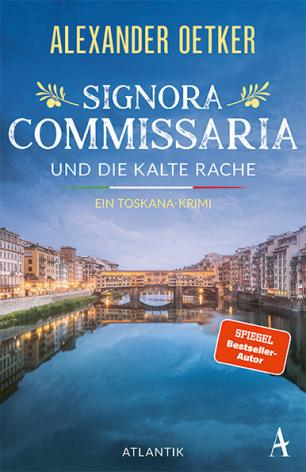 ALEXANDER OETKER
SIGNORA
COMMISSARIA
UND DIE KALTE RACHE
EIN TOSKANA-KRIMI
SPIEGEL
Bestseller-
Autor
ATLANTIK
A